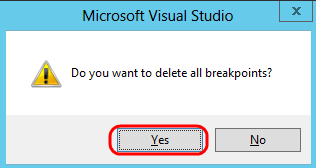 Microsoft Visual Studio
x
Do you want to delete all breakpoints?
Yes
No